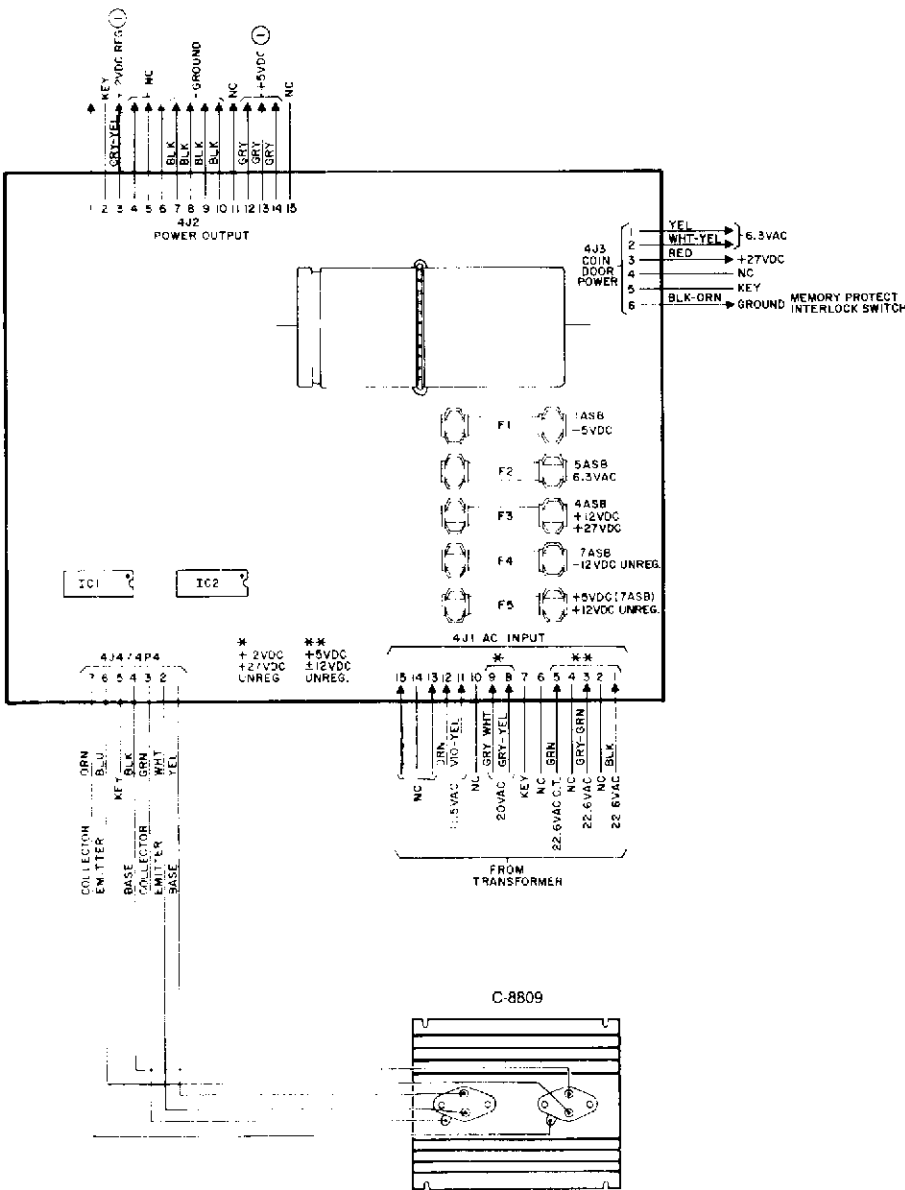 KEY
GRY-YEL
2VDC REG 1
NC
BLK
BLK
BLK
BLK
GROUND
NC
GRY
GRY
GRY
+5VDC 1
NC
1 2 3 4 5 6 7 8 9 10 11 12 13 14 15
4J2
POWER OUTPUT
4J3
COIN
DOOR
POWER
1 YEL
2 WHT-YEL
6.3VAC
3 RED +27VDC
4 NC
5 KEY
6 BLK-ORN GROUND
MEMORY PROTECT
INTERLOCK SWITCH
F1 1ASB
-5VDC
F2 5ASB
6.3VAC
F3 4ASB
+12VDC
+27VDC
F4 7ASB
-12VDC UNREG.
F5 +5VDC(7ASB)
+12VDC UNREG.
IC1
IC2
*
+ 2VDC
+27VDC
UNREG
**
+5VDC
±12VDC
UNREG.
4J1 AC INPUT
* **
15 14 13 12 11 10 9 8 7 6 5 4 3 2 1
NC
ORN
VIO-YEL
NC
GRY WHT
GRY-YEL
20VAC
KEY
NC
GRN
22.6VAC C.T.
NC
GRY-GRN
22.6VAC
NC
BLK
22 6VAC
FROM
TRANSFORMER
4J4/4P4
7 6 5 4 3 2
ORN
BLU
KEY
BLK
GRN
WHT
YEL
COLLECTOR
EMITTER
BASE
COLLECTOR
EMITTER
BASE
C-8809